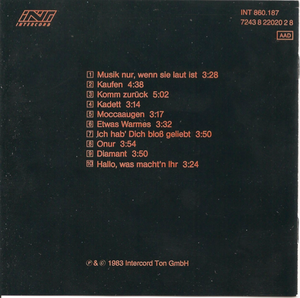 INT
INTERCORD
INT 860.187
7243 8 22020 2 8
AAD
1 Musik nur, wenn sie laut ist 3:28
2 Kaufen 4:38
3 Komm zurück 5:02
4 Kadett 3:14
5 Moccaaugen 3:17
6 Etwas Warmes 3:32
7 Ich hab' Dich bloß geliebt 3:50
8 Onur 3:54
9 Diamant 3:50
10 Hallo, was macht'n Ihr 3:24
℗ & © 1983 Intercord Ton GmbH